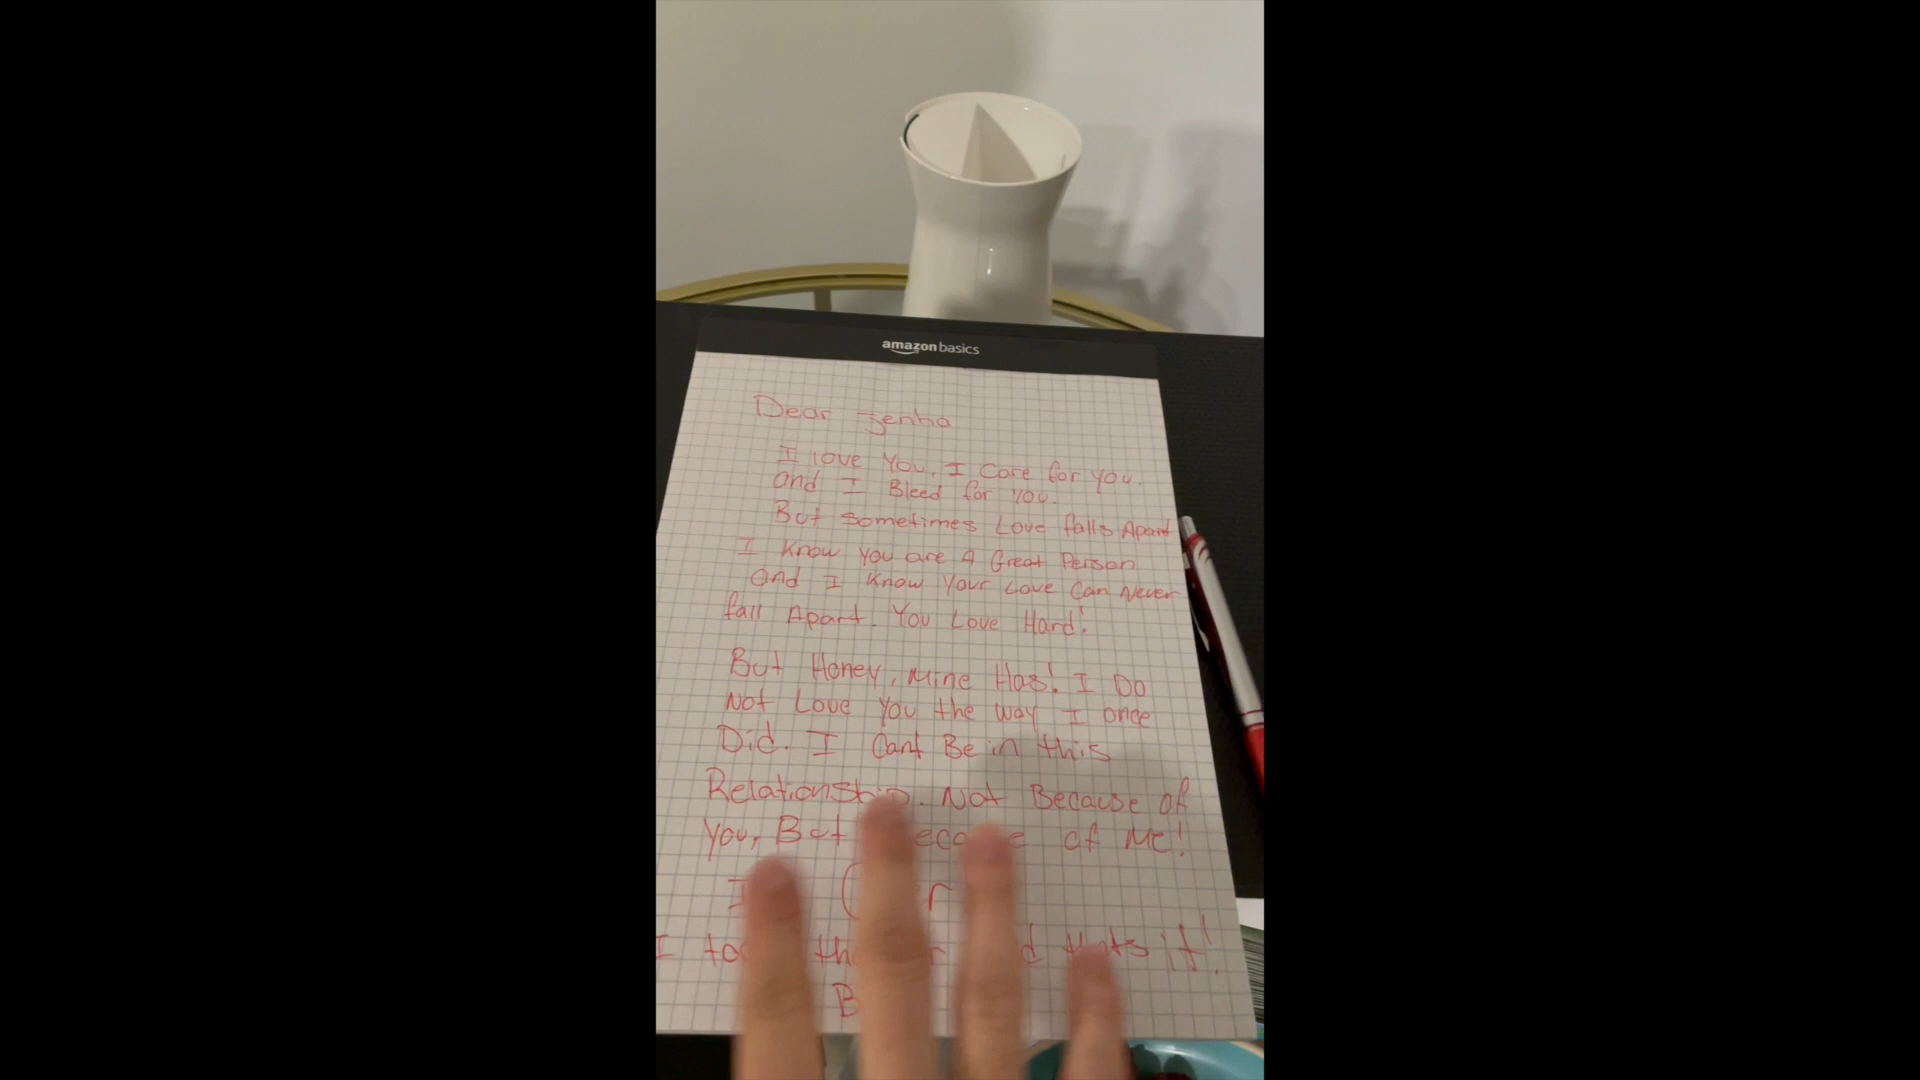 amazon basics
Dear Zenha
I love You, I Care for you.
and I Bleed for you.
But sometimes Love falls Apart
I Know you are A Great Person
and I Know Your Love Can Never
fall Apart. You Love Hard!
But Honey, Mine Has! I Do
Not Love You the way I once
Did. I Cant Be in this
Relationship. Not Because of
you, But of Me!
I
I it!